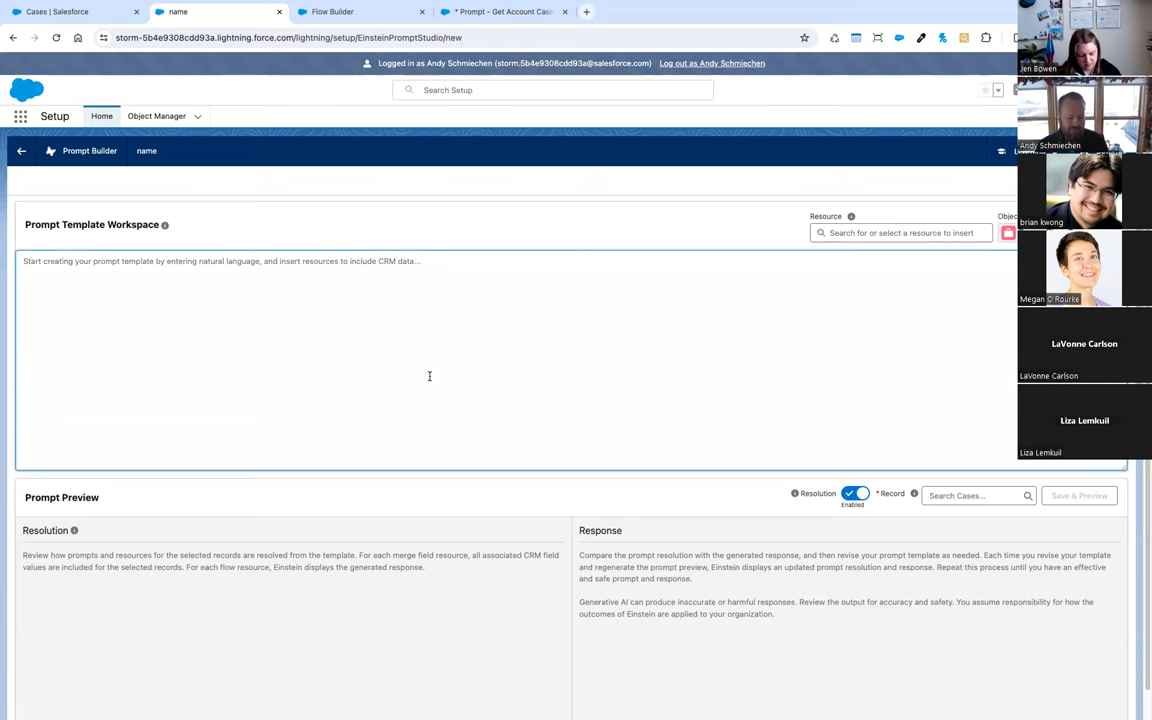 Cases | Salesforce
name
Flow Builder
* Prompt - Get Account Case
storm-5b4e9308cdd93a.lightning.force.com/lightning/setup/EinsteinPromptStudio/new
Logged in as Andy Schmiechen (storm.5b4e9308cdd93a@salesforce.com) Log out as Andy Schmiechen
Search Setup
Setup
Home
Object Manager
Prompt Builder
name
Prompt Template Workspace
Resource
Objec
Search for or select a resource to insert
Start creating your prompt template by entering natural language, and insert resources to include CRM data...
Prompt Preview
Resolution
Enabled
* Record
Search Cases...
Save & Preview
Resolution
Review how prompts and resources for the selected records are resolved from the template. For each merge field resource, all associated CRM field
values are included for the selected records. For each flow resource, Einstein displays the generated response.
Response
Compare the prompt resolution with the generated response, and then revise your prompt template as needed. Each time you revise your template
and regenerate the prompt preview, Einstein displays an updated prompt resolution and response. Repeat this process until you have an effective
and safe prompt and response.
Generative AI can produce inaccurate or harmful responses. Review the output for accuracy and safety. You assume responsibility for how the
outcomes of Einstein are applied to your organization.
Jen Bowen
Andy Schmiechen
brian kwong
Megan O'Rourke
LaVonne Carlson
LaVonne Carlson
Liza Lemkuil
Liza Lemkuil